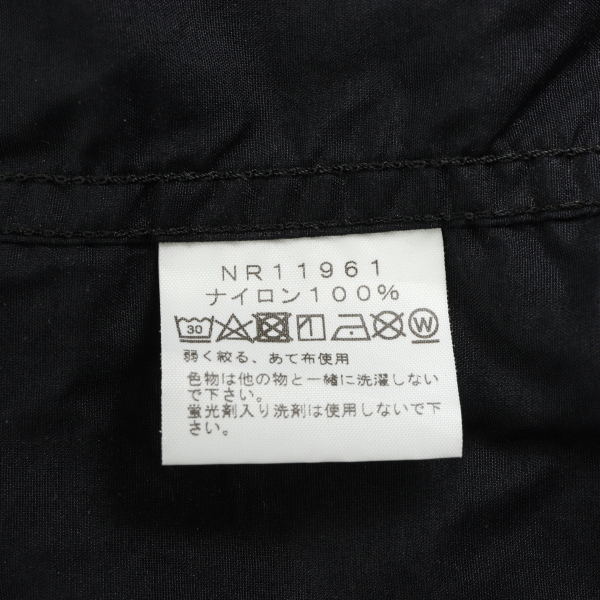 NR11961
ナイロン100%
30 W
弱く絞る、あて布使用
色物は他の物と一緒に洗濯しない
で下さい。
蛍光剤入り洗剤は使用しないで下
さい。